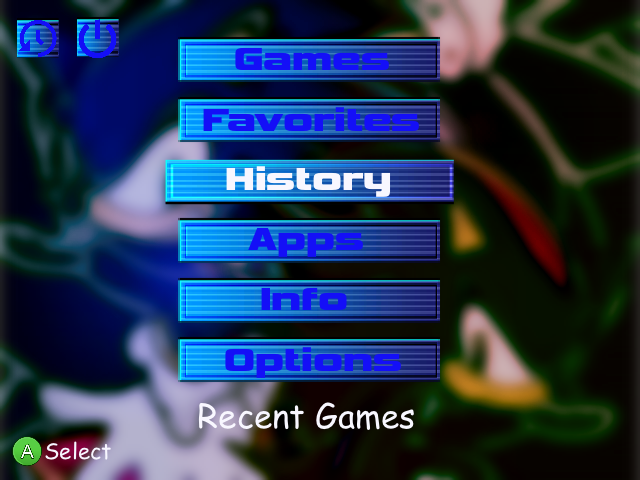 Games
Favorites
History
Apps
Info
Options
Recent Games
A Select